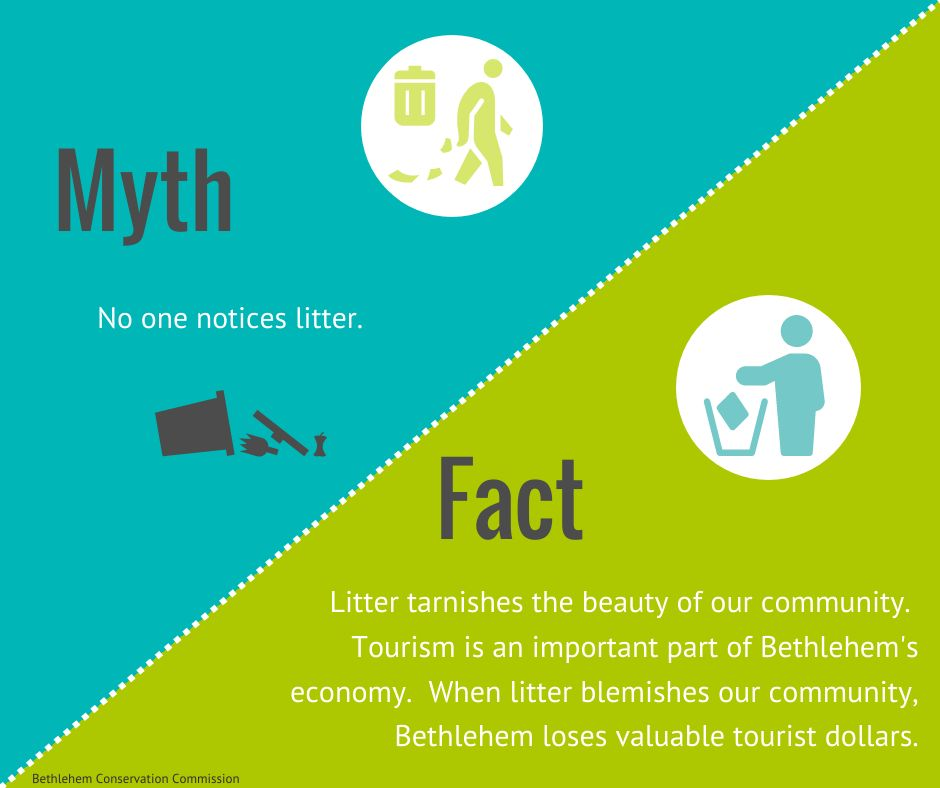 Myth
No one notices litter.
Fact
Litter tarnishes the beauty of our community.
Tourism is an important part of Bethlehem's
economy.  When litter blemishes our community,
Bethlehem loses valuable tourist dollars.
Bethlehem Conservation Commission